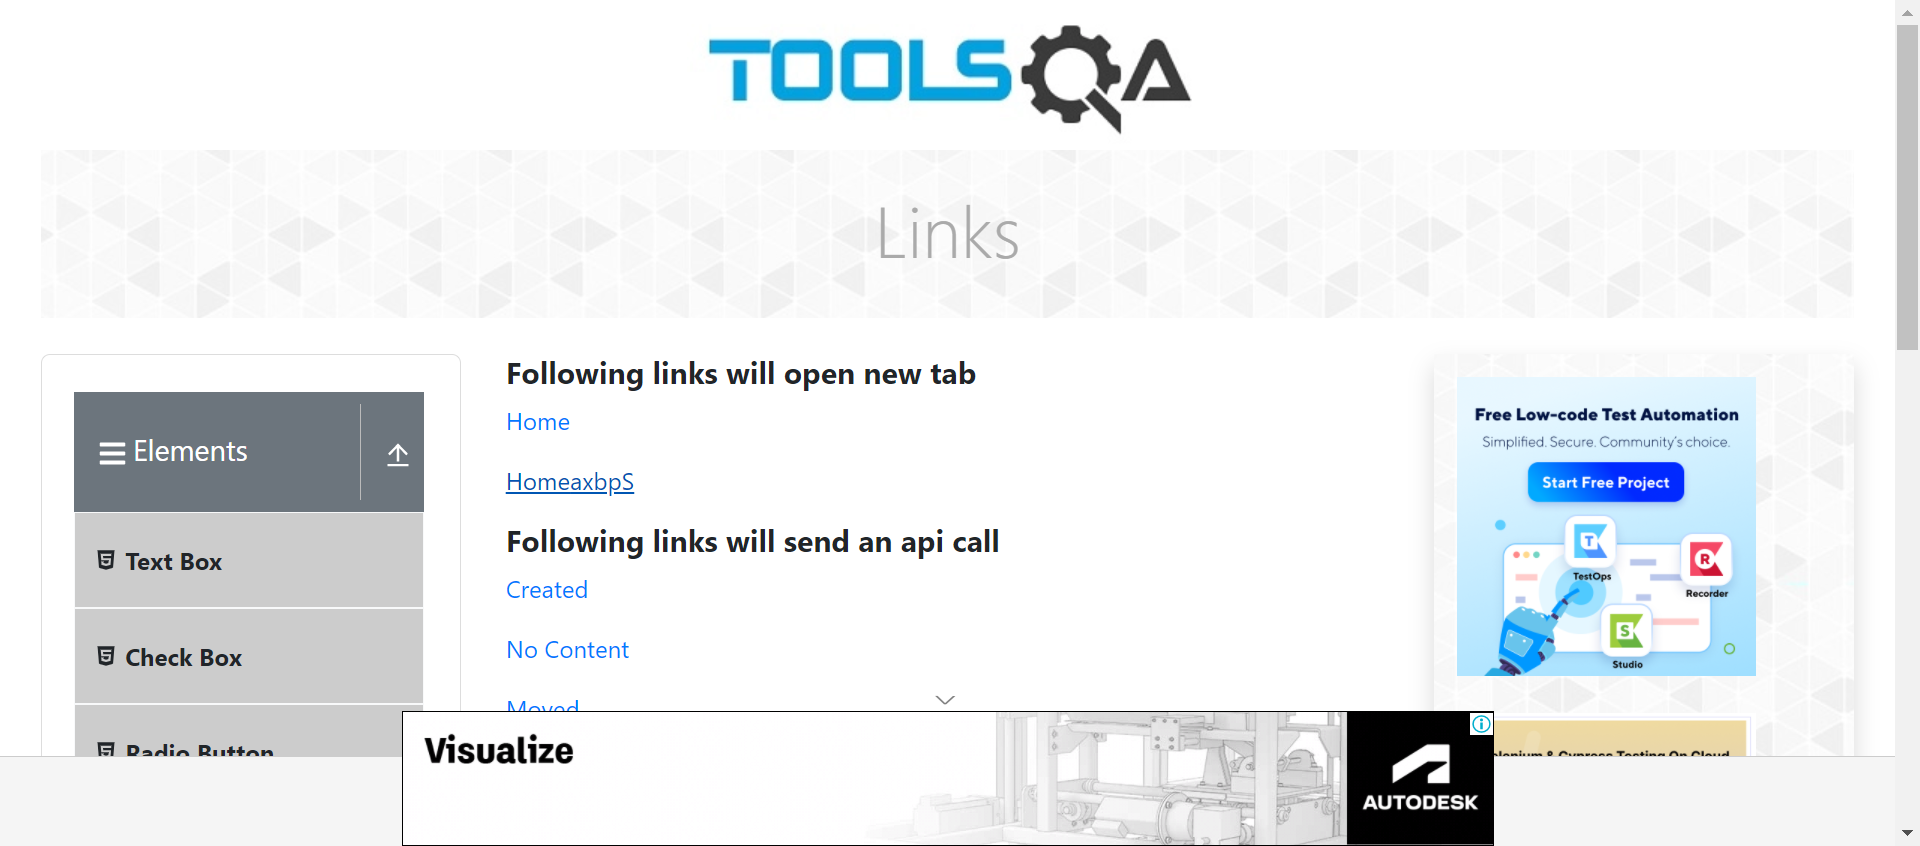 TOOLSQA
Links
Elements
Text Box
Check Box
Radio Button
Following links will open new tab
Home
HomeaxbpS
Following links will send an api call
Created
No Content
Moved
Free Low-code Test Automation
Simplified. Secure. Community's choice.
Start Free Project
TestOps
Recorder
Studio
& Cypress Testing On Cloud
Visualize
AUTODESK